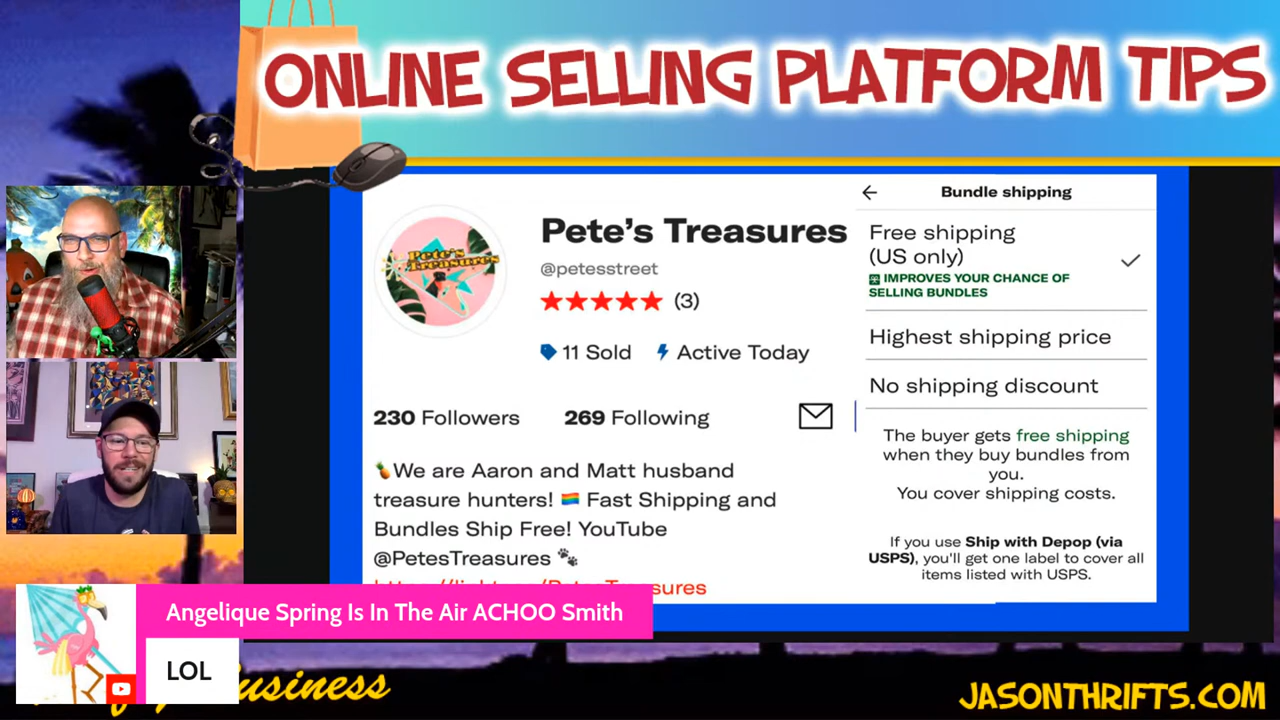 ONLINE SELLING PLATFORM TIPS
Pete's Treasures
Pete's Treasures
@petesstreet
(3)
11 Sold Active Today
230 Followers 269 Following
🍍We are Aaron and Matt husband
treasure hunters! 🏳️‍🌈 Fast Shipping and
Bundles Ship Free! YouTube
@PetesTreasures 🐾
Bundle shipping
Free shipping
(US only)
IMPROVES YOUR CHANCE OF
SELLING BUNDLES
Highest shipping price
No shipping discount
The buyer gets free shipping
when they buy bundles from
you.
You cover shipping costs.
If you use Ship with Depop (via
USPS), you'll get one label to cover all
items listed with USPS.
Angelique Spring Is In The Air ACHOO Smith
LOL
JASONTHRIFTS.COM